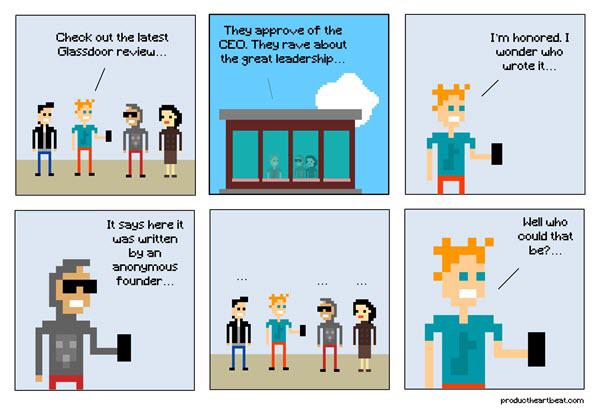 Check out the latest
Glassdoor review...
They approve of the
CEO. They rave about
the great leadership...
I'm honored. I
wonder who
wrote it...
It says here it
was written
by an
anonymous
founder...
...
...
...
Well who
could that
be?...
productheartbeat.com